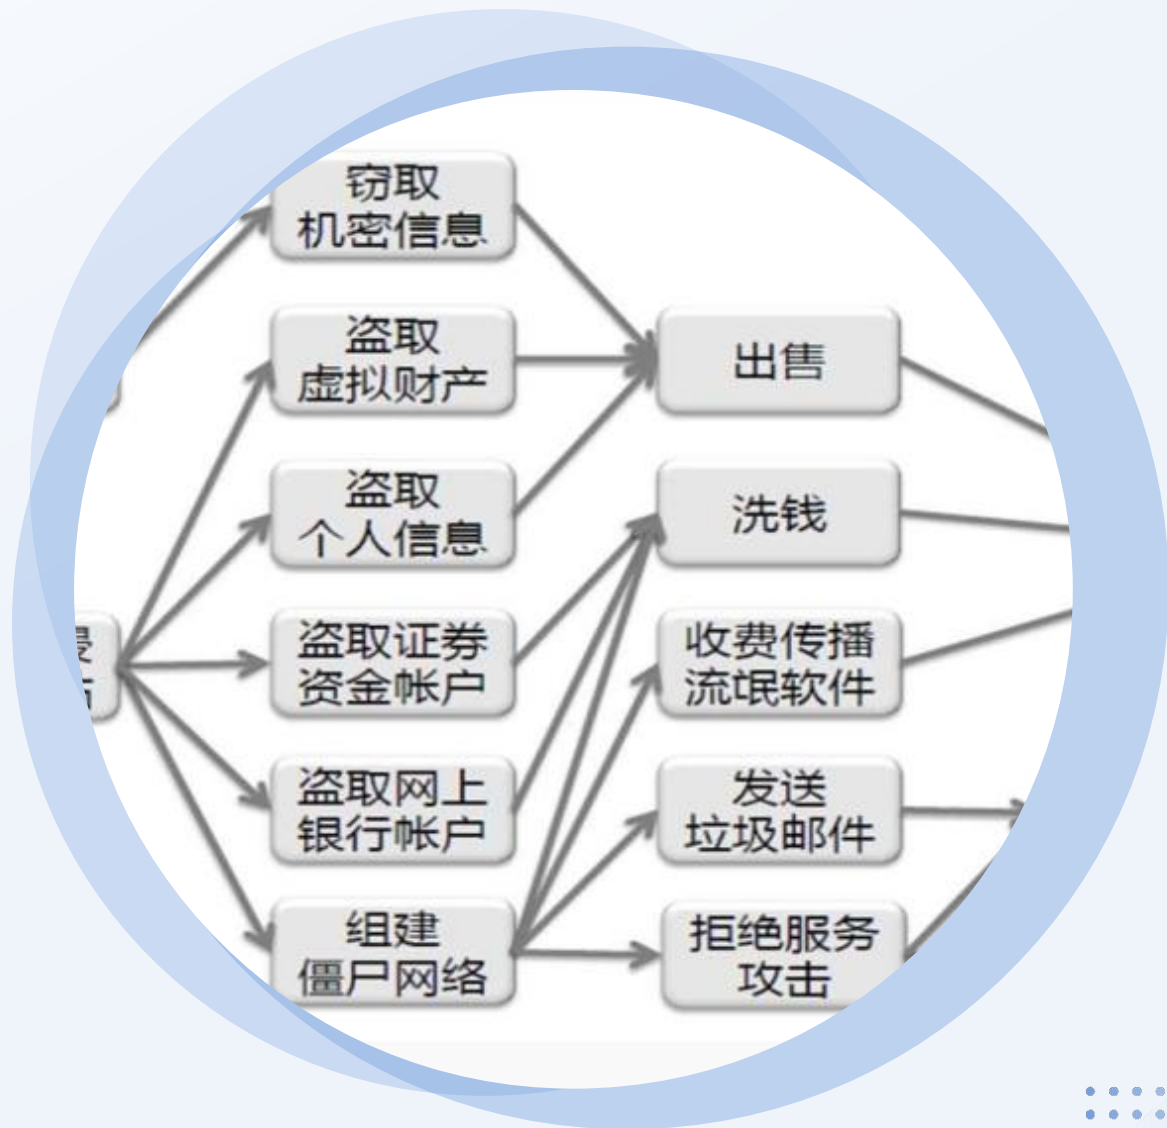 窃取
机密信息
盗取
虚拟财产
出售
盗取
个人信息
洗钱
盗取证券
资金帐户
收费传播
流氓软件
盗取网上
银行帐户
发送
垃圾邮件
组建
僵尸网络
拒绝服务
攻击